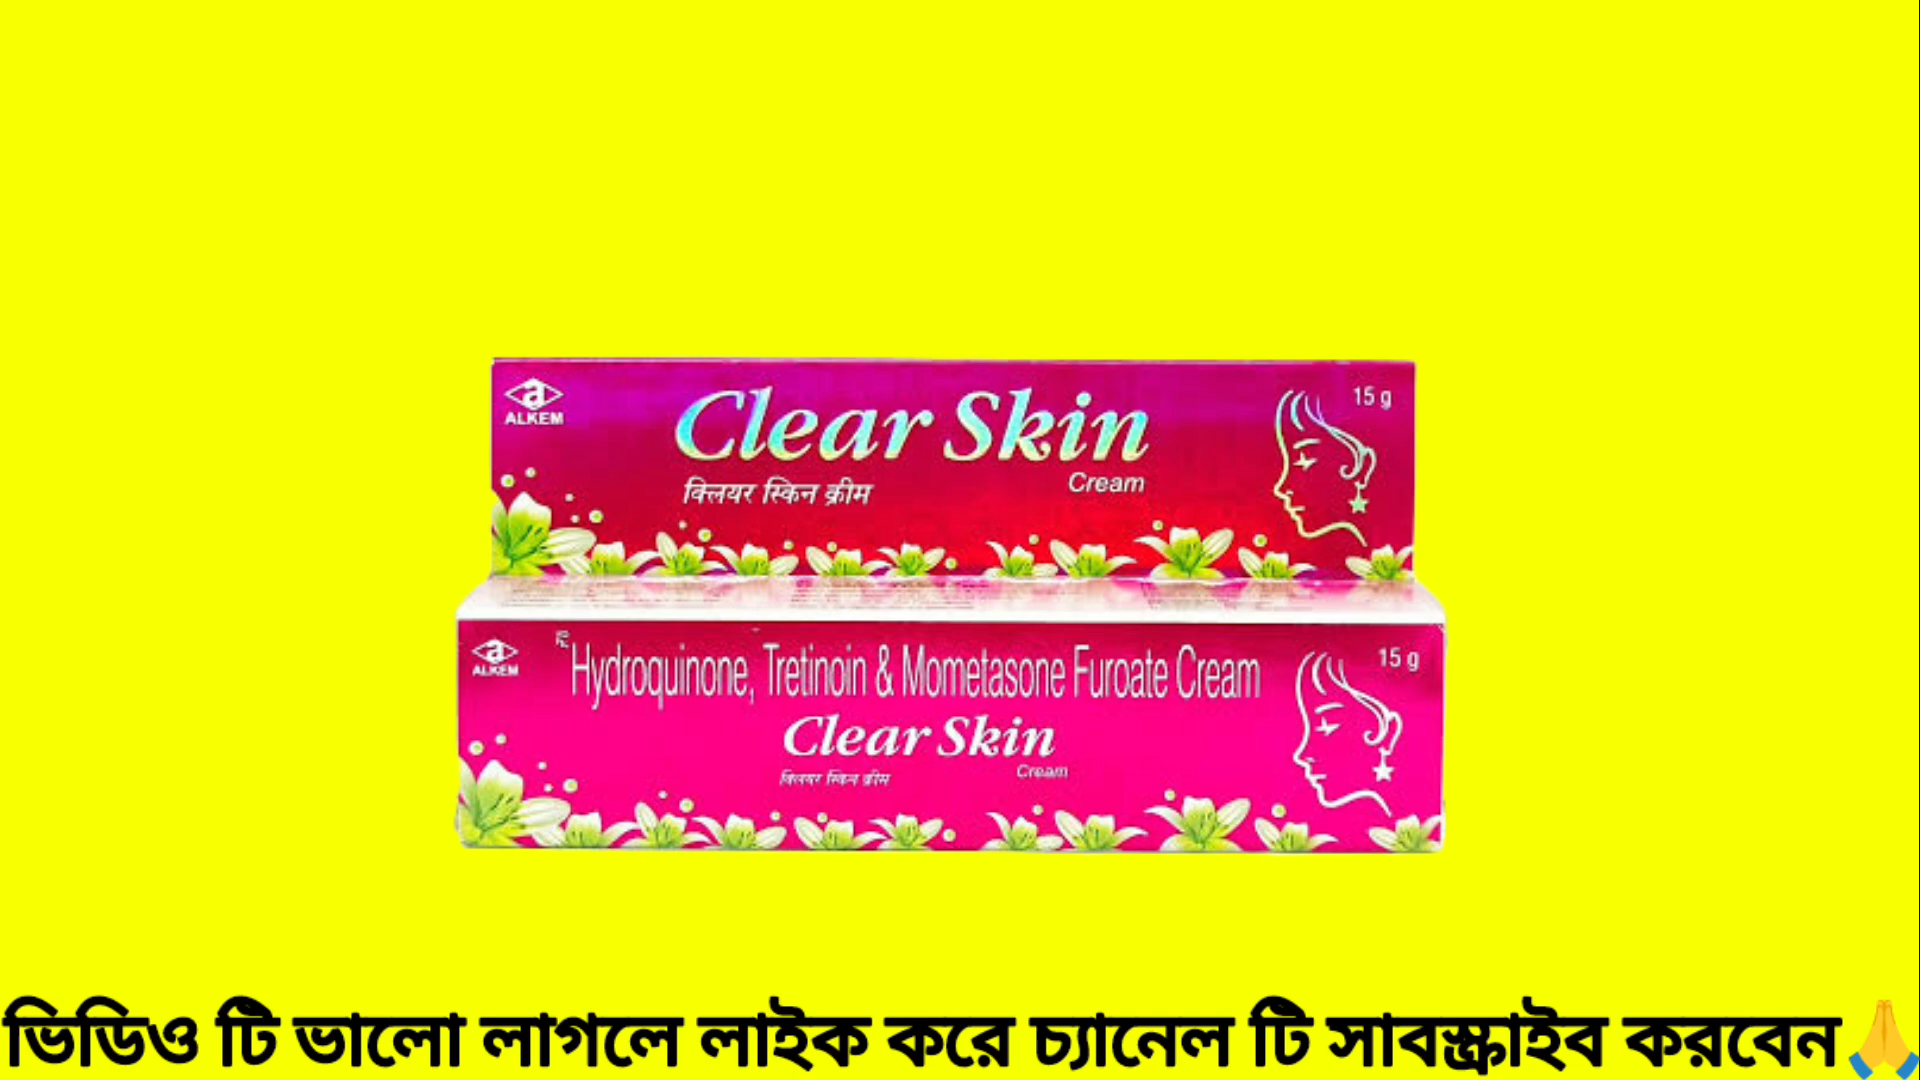 ALKEM
Clear Skin
15 g
क्लियर स्किन क्रीम
Cream
ALKEM
Hydroquinone, Tretinoin & Mometasone Furoate Cream
15 g
Clear Skin
क्लियर स्किन क्रीम
Cream
ভিডিও টি ভালো লাগলে লাইক করে চ্যানেল টি সাবস্ক্রাইব করবেন🙏